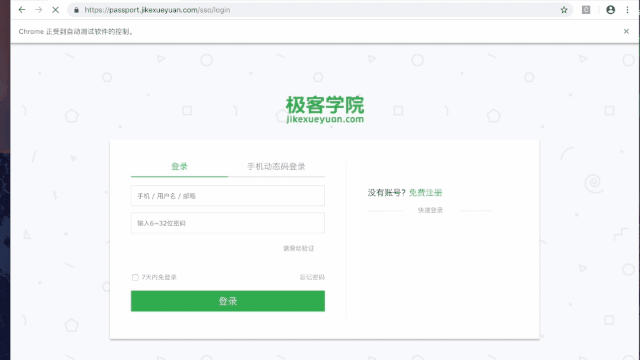 https://passport.jikexueyuan.com/sso/login
Chrome 正受到自动测试软件的控制。
极客学院
jikexueyuan.com
登录
手机动态码登录
手机 / 用户名 / 邮箱
输入6~32位密码
请滑动验证
7天内免登录
忘记密码
登录
没有账号? 免费注册
快速登录